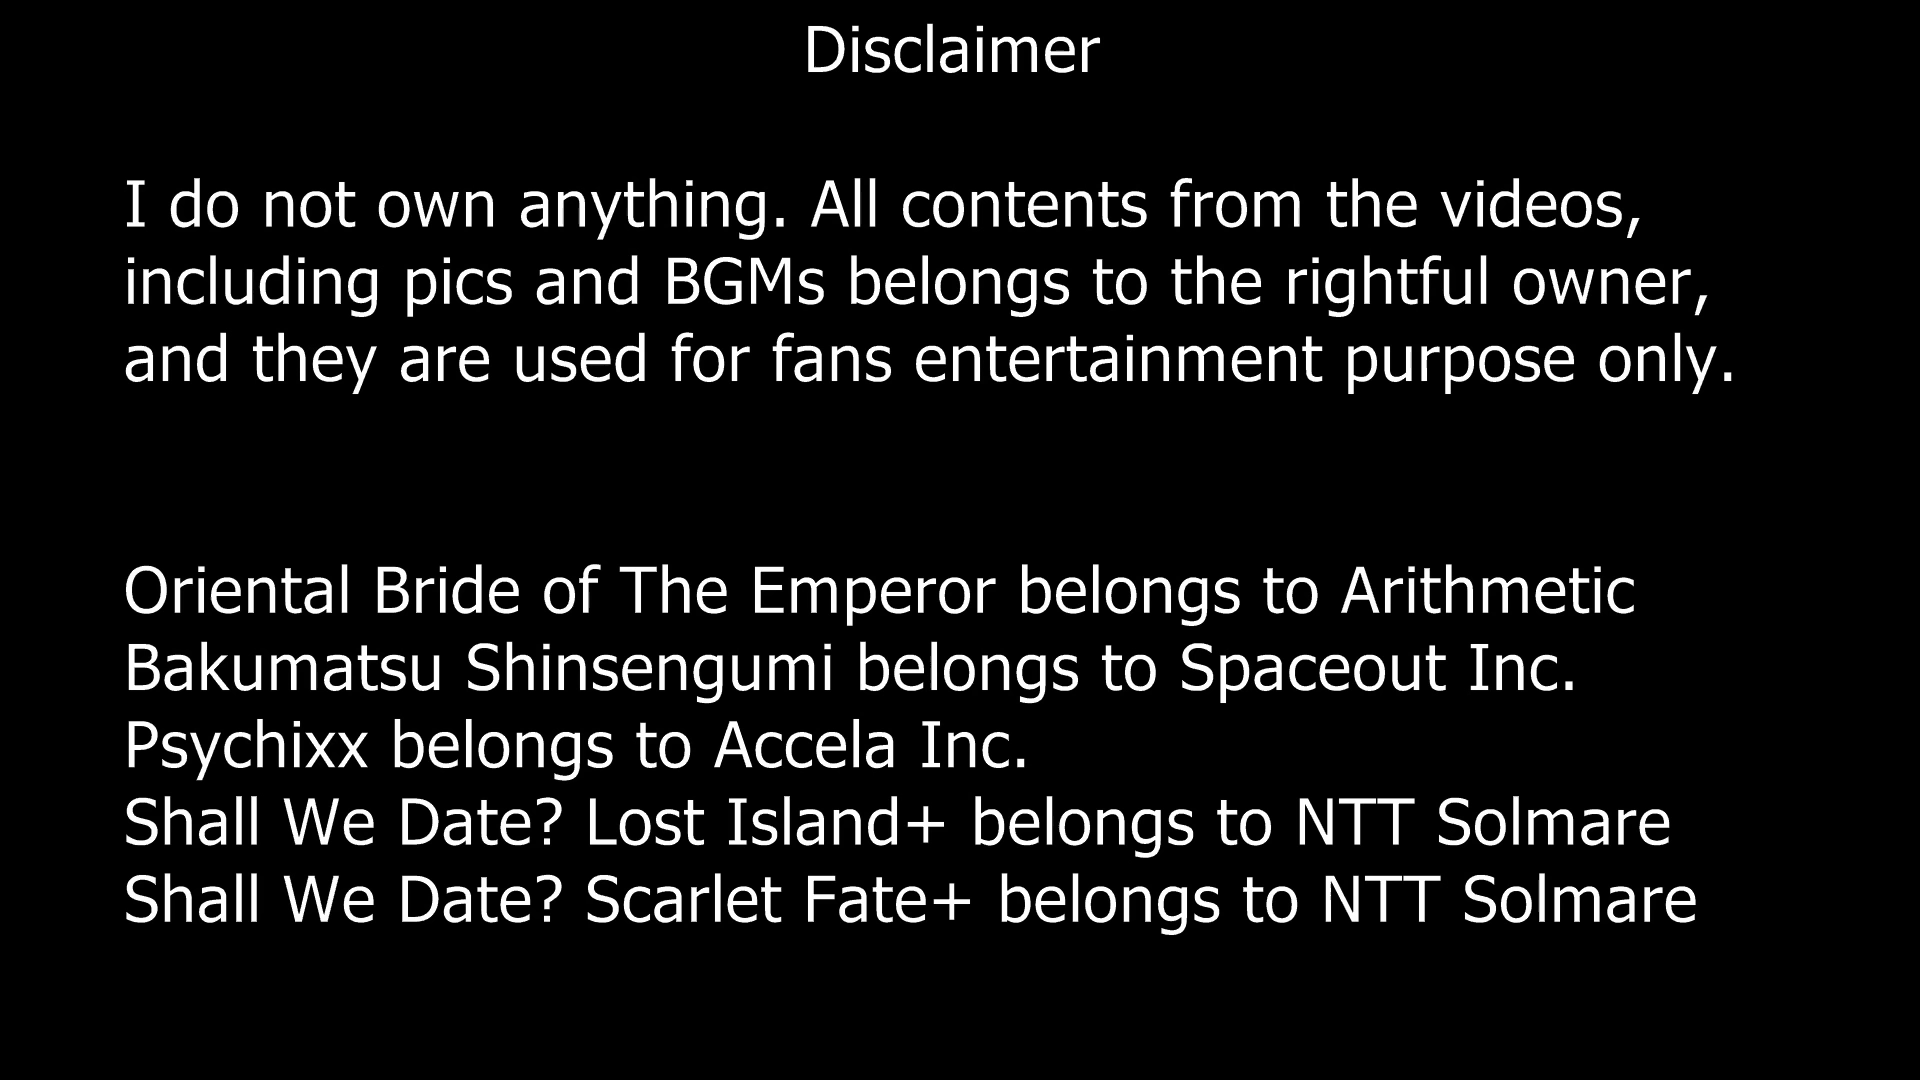 Disclaimer
I do not own anything. All contents from the videos,
including pics and BGMs belongs to the rightful owner,
and they are used for fans entertainment purpose only.
Oriental Bride of The Emperor belongs to Arithmetic
Bakumatsu Shinsengumi belongs to Spaceout Inc.
Psychixx belongs to Accela Inc.
Shall We Date? Lost Island+ belongs to NTT Solmare
Shall We Date? Scarlet Fate+ belongs to NTT Solmare